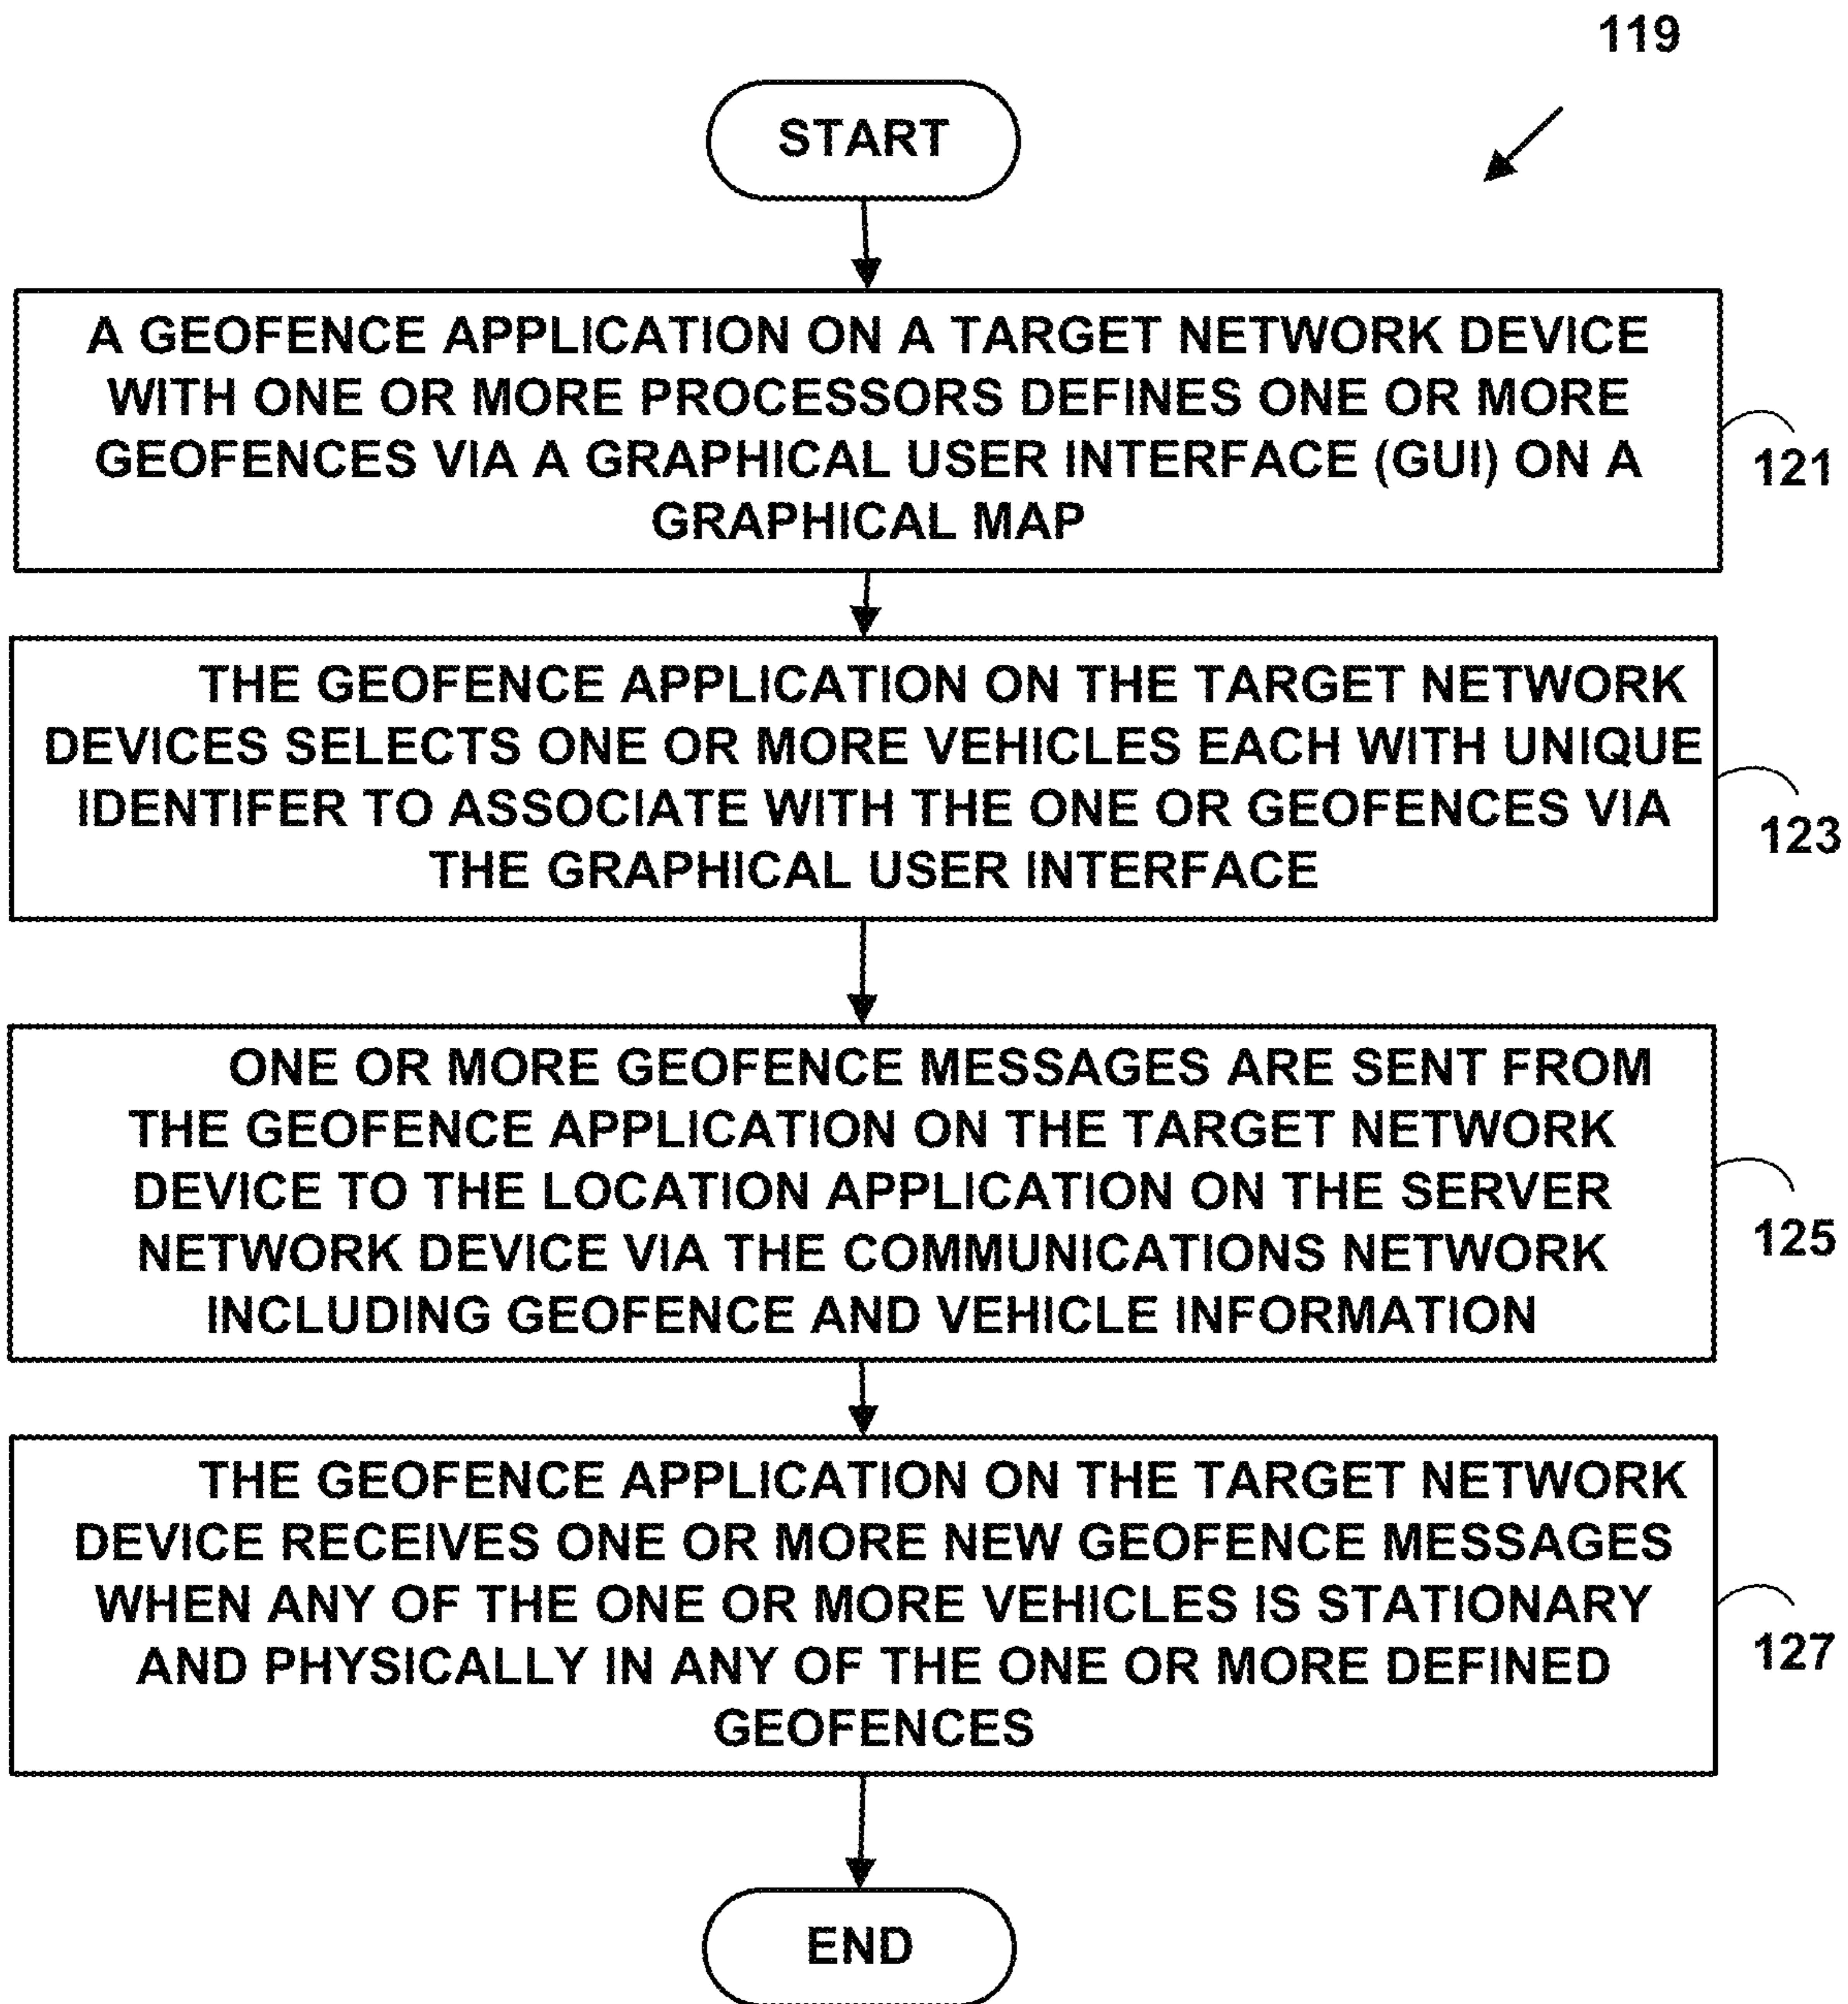 119
START
A GEOFENCE APPLICATION ON A TARGET NETWORK DEVICE
WITH ONE OR MORE PROCESSORS DEFINES ONE OR MORE
GEOFENCES VIA A GRAPHICAL USER INTERFACE (GUI) ON A
GRAPHICAL MAP
121
THE GEOFENCE APPLICATION ON THE TARGET NETWORK
DEVICES SELECTS ONE OR MORE VEHICLES EACH WITH UNIQUE
IDENTIFER TO ASSOCIATE WITH THE ONE OR GEOFENCES VIA
THE GRAPHICAL USER INTERFACE
123
ONE OR MORE GEOFENCE MESSAGES ARE SENT FROM
THE GEOFENCE APPLICATION ON THE TARGET NETWORK
DEVICE TO THE LOCATION APPLICATION ON THE SERVER
NETWORK DEVICE VIA THE COMMUNICATIONS NETWORK
INCLUDING GEOFENCE AND VEHICLE INFORMATION
125
THE GEOFENCE APPLICATION ON THE TARGET NETWORK
DEVICE RECEIVES ONE OR MORE NEW GEOFENCE MESSAGES
WHEN ANY OF THE ONE OR MORE VEHICLES IS STATIONARY
AND PHYSICALLY IN ANY OF THE ONE OR MORE DEFINED
GEOFENCES
127
END